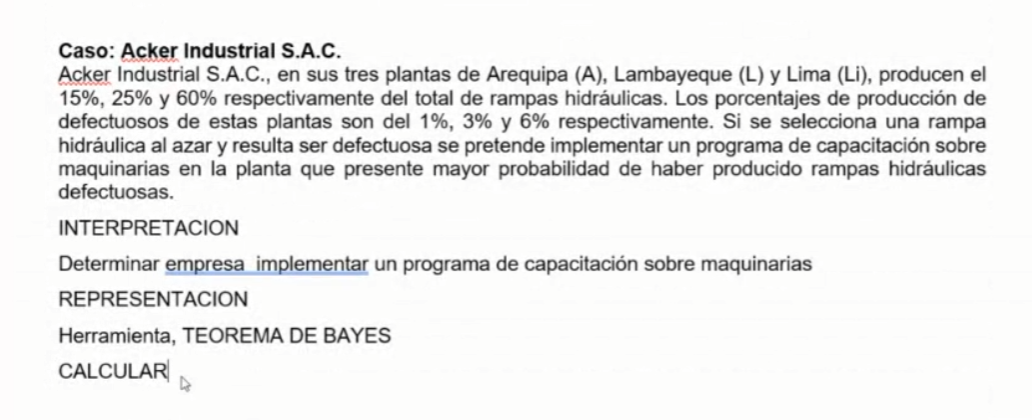 Caso: Acker Industrial S.A.C.
Acker Industrial S.A.C., en sus tres plantas de Arequipa (A), Lambayeque (L) y Lima (Li), producen el
15%, 25% y 60% respectivamente del total de rampas hidráulicas. Los porcentajes de producción de
defectuosos de estas plantas son del 1%, 3% y 6% respectivamente. Si se selecciona una rampa
hidráulica al azar y resulta ser defectuosa se pretende implementar un programa de capacitación sobre
maquinarias en la planta que presente mayor probabilidad de haber producido rampas hidráulicas
defectuosas.
INTERPRETACION
Determinar empresa  implementar un programa de capacitación sobre maquinarias
REPRESENTACION
Herramienta, TEOREMA DE BAYES
CALCULAR